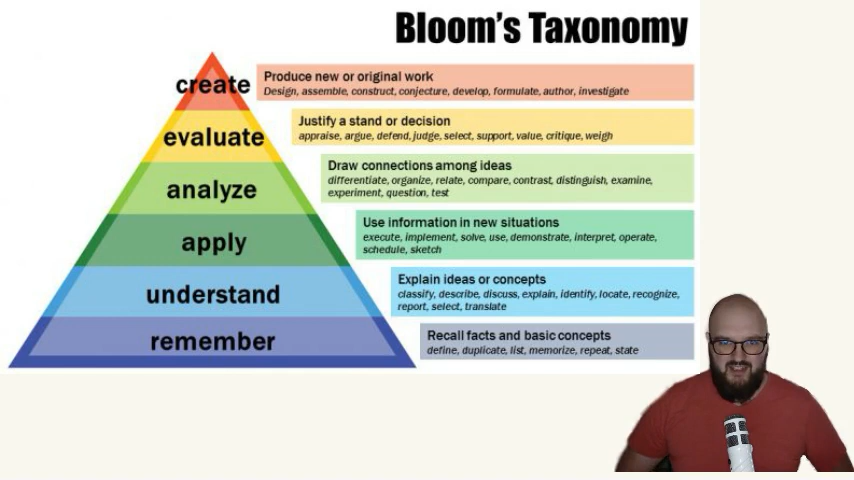 Bloom's Taxonomy
create
Produce new or original work
Design, assemble, construct, conjecture, develop, formulate, author, investigate
evaluate
Justify a stand or decision
appraise, argue, defend, judge, select, support, value, critique, weigh
analyze
Draw connections among ideas
differentiate, organize, relate, compare, contrast, distinguish, examine,
experiment, question, test
apply
Use information in new situations
execute, implement, solve, use, demonstrate, interpret, operate,
schedule, sketch
understand
Explain ideas or concepts
classify, describe, discuss, explain, identify, locate, recognize,
report, select, translate
remember
Recall facts and basic concepts
define, duplicate, list, memorize, repeat, state